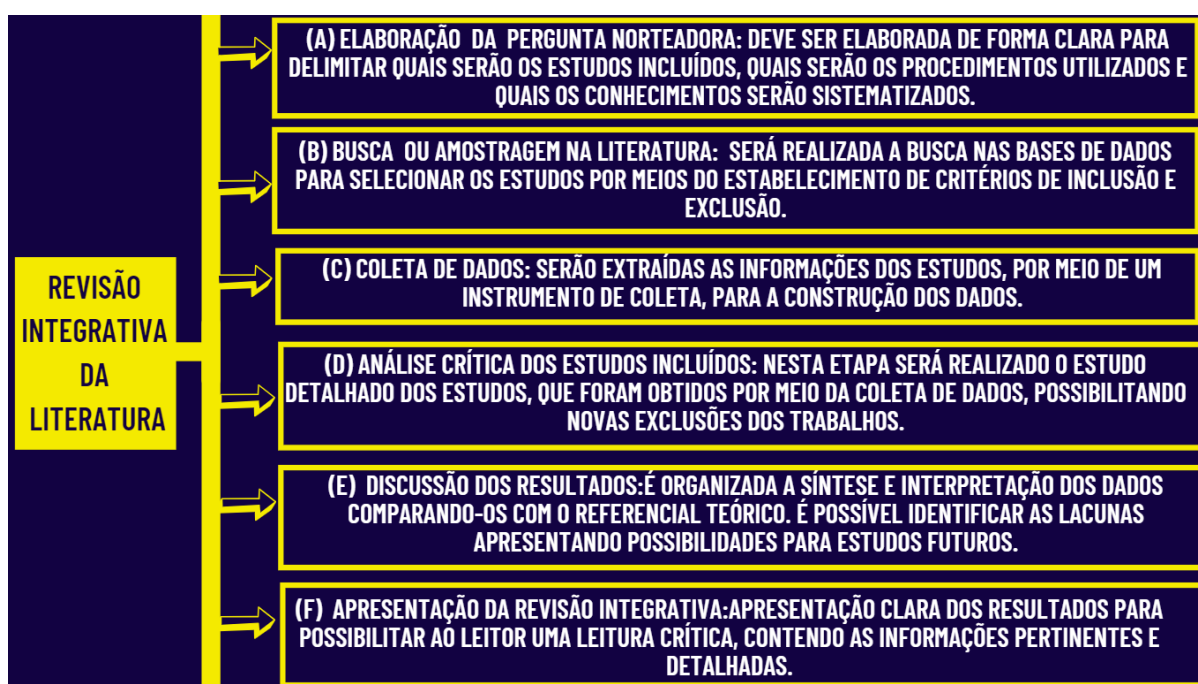 REVISÃO
INTEGRATIVA
DA
LITERATURA
(A) ELABORAÇÃO DA PERGUNTA NORTEADORA: DEVE SER ELABORADA DE FORMA CLARA PARA
DELIMITAR QUAIS SERÃO OS ESTUDOS INCLUÍDOS, QUAIS SERÃO OS PROCEDIMENTOS UTILIZADOS E
QUAIS OS CONHECIMENTOS SERÃO SISTEMATIZADOS.
(B) BUSCA OU AMOSTRAGEM NA LITERATURA: SERÁ REALIZADA A BUSCA NAS BASES DE DADOS
PARA SELECIONAR OS ESTUDOS POR MEIOS DO ESTABELECIMENTO DE CRITÉRIOS DE INCLUSÃO E
EXCLUSÃO.
(C) COLETA DE DADOS: SERÃO EXTRAÍDAS AS INFORMAÇÕES DOS ESTUDOS, POR MEIO DE UM
INSTRUMENTO DE COLETA, PARA A CONSTRUÇÃO DOS DADOS.
(D) ANÁLISE CRÍTICA DOS ESTUDOS INCLUÍDOS: NESTA ETAPA SERÁ REALIZADO O ESTUDO
DETALHADO DOS ESTUDOS, QUE FORAM OBTIDOS POR MEIO DA COLETA DE DADOS, POSSIBILITANDO
NOVAS EXCLUSÕES DOS TRABALHOS.
(E) DISCUSSÃO DOS RESULTADOS:É ORGANIZADA A SÍNTESE E INTERPRETAÇÃO DOS DADOS
COMPARANDO-OS COM O REFERENCIAL TEÓRICO. É POSSÍVEL IDENTIFICAR AS LACUNAS
APRESENTANDO POSSIBILIDADES PARA ESTUDOS FUTUROS.
(F) APRESENTAÇÃO DA REVISÃO INTEGRATIVA:APRESENTAÇÃO CLARA DOS RESULTADOS PARA
POSSIBILITAR AO LEITOR UMA LEITURA CRÍTICA, CONTENDO AS INFORMAÇÕES PERTINENTES E
DETALHADAS.